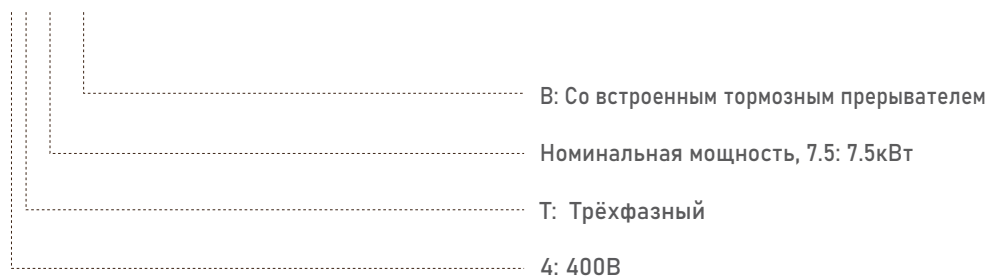 В: Со встроенным тормозным прерывателем
Номинальная мощность, 7.5: 7.5кВт
Т: Трёхфазный
4: 400В